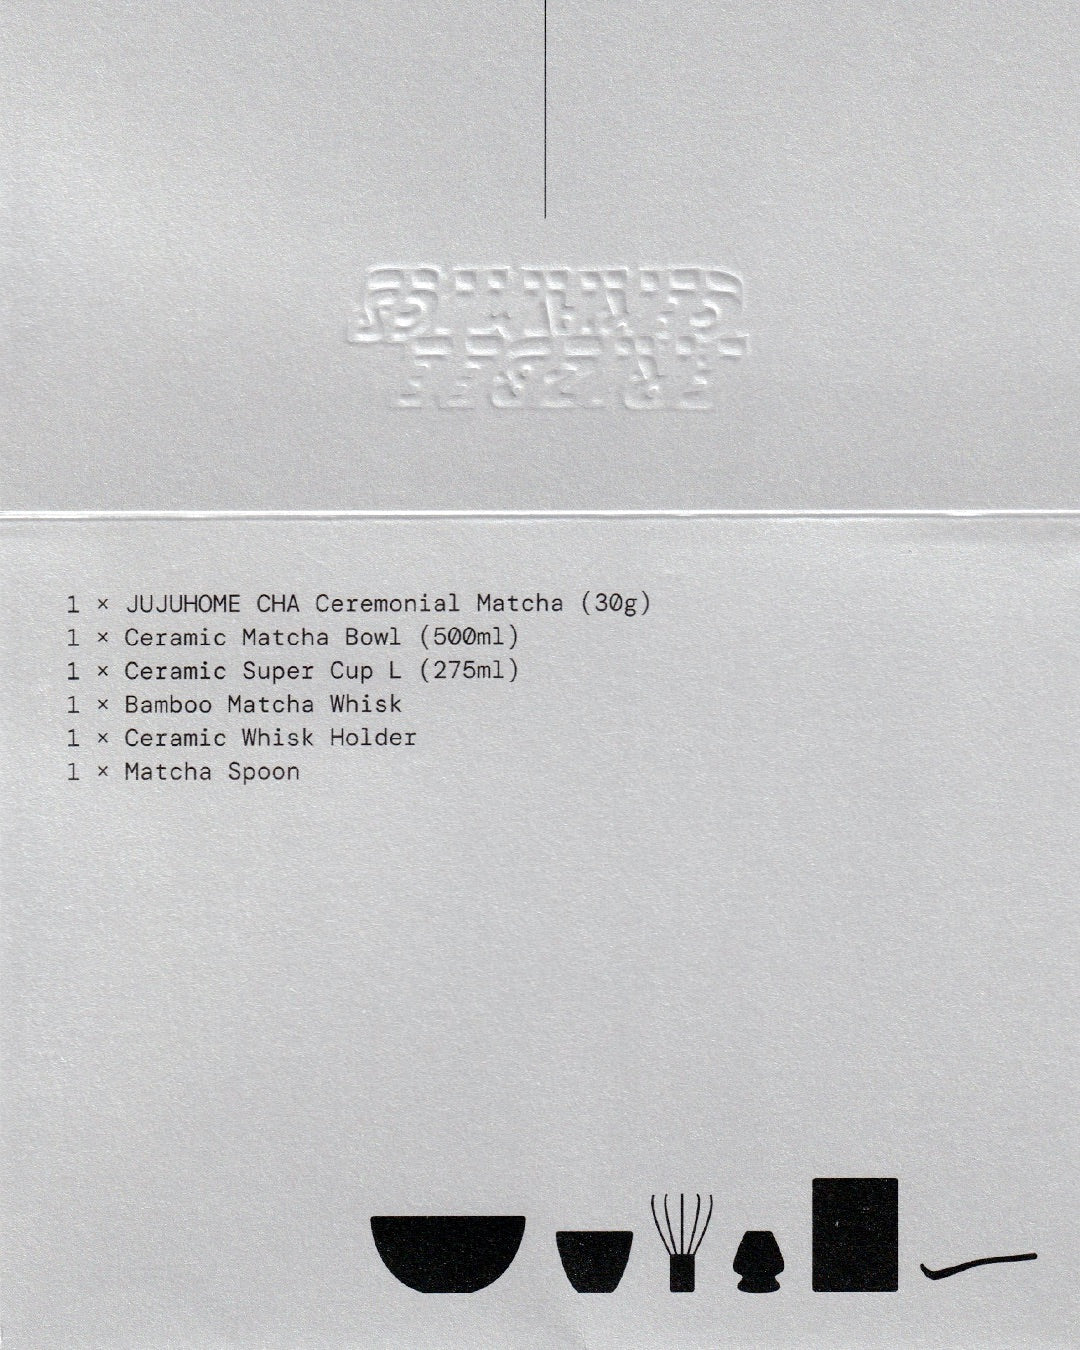 1 × JUJUHOME CHA Ceremonial Matcha (30g)
1 × Ceramic Matcha Bowl (500ml)
1 × Ceramic Super Cup L (275ml)
1 × Bamboo Matcha Whisk
1 × Ceramic Whisk Holder
1 × Matcha Spoon